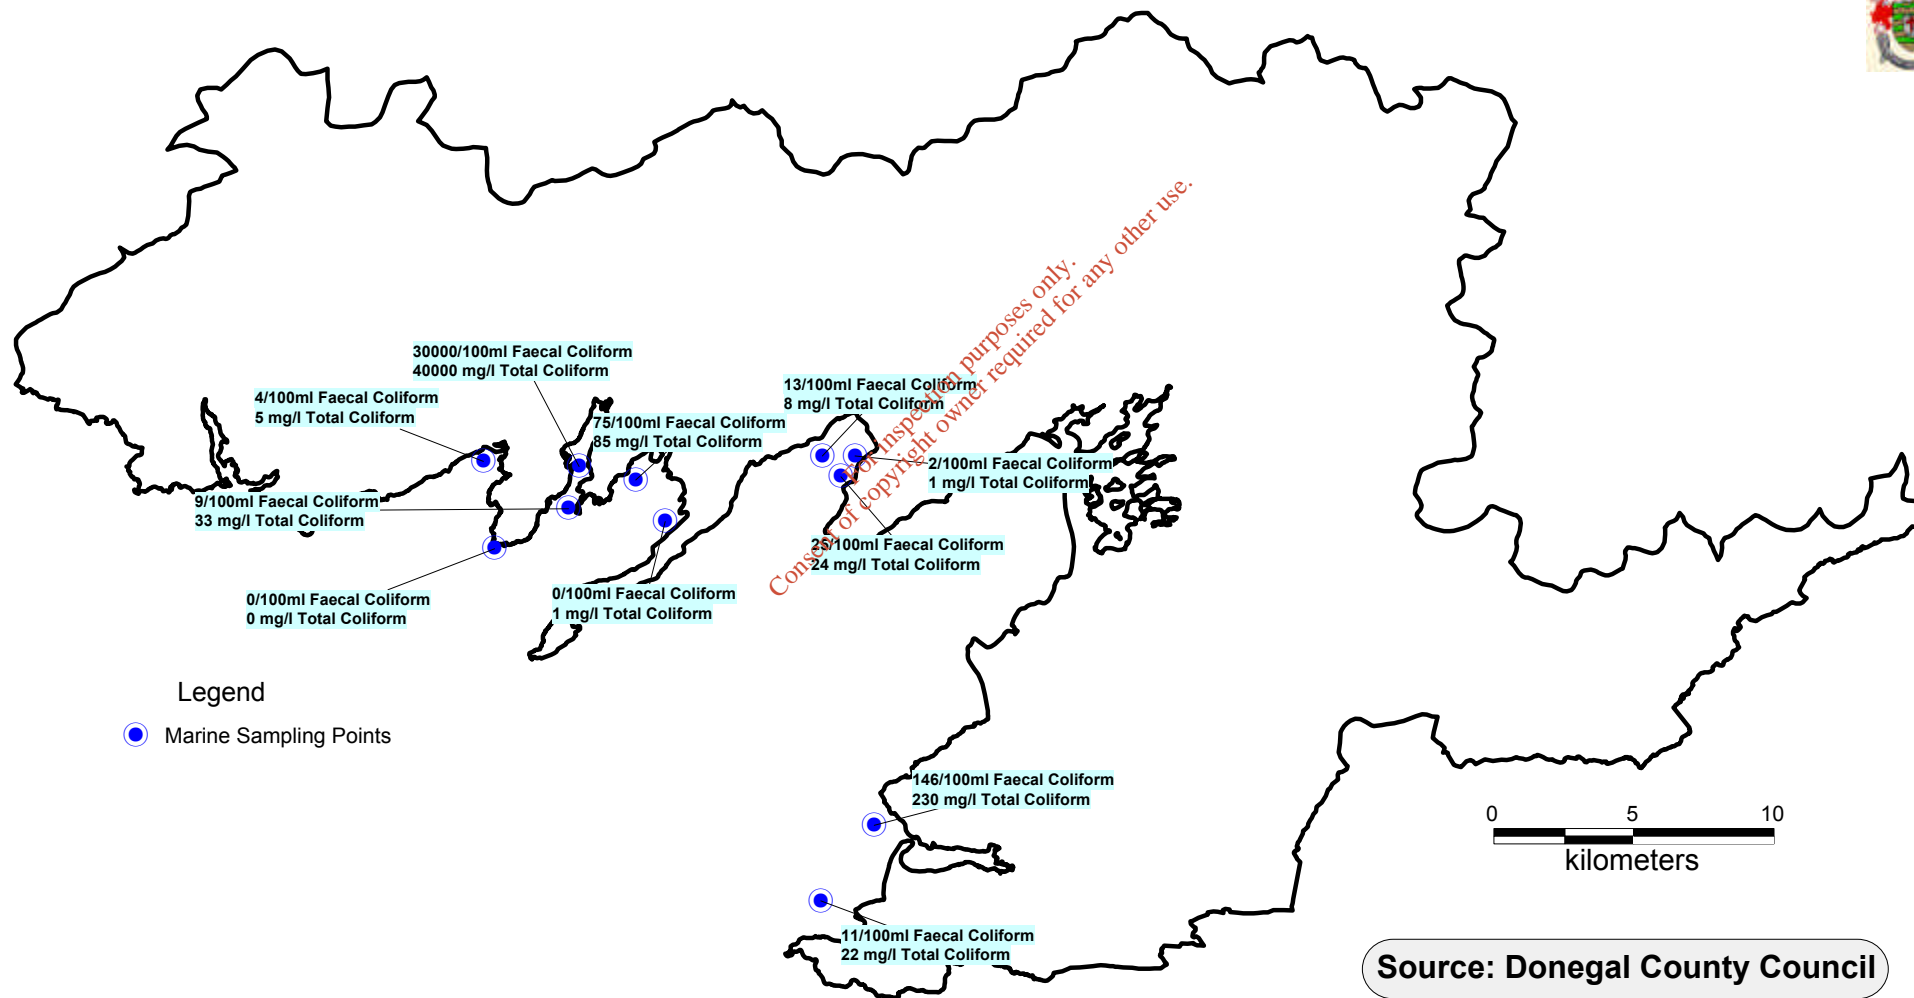 30000/100ml Faecal Coliform
40000 mg/l Total Coliform
4/100ml Faecal Coliform
5 mg/l Total Coliform
13/100ml Faecal Coliform
8 mg/l Total Coliform
75/100ml Faecal Coliform
85 mg/l Total Coliform
2/100ml Faecal Coliform
1 mg/l Total Coliform
9/100ml Faecal Coliform
33 mg/l Total Coliform
/100ml Faecal Coliform
24 mg/l Total Coliform
0/100ml Faecal Coliform
0 mg/l Total Coliform
0/100ml Faecal Coliform
1 mg/l Total Coliform
For inspection purposes only.
Consent of copyright owner required for any other use.
Legend
Marine Sampling Points
146/100ml Faecal Coliform
230 mg/l Total Coliform
0 5 10
kilometers
11/100ml Faecal Coliform
22 mg/l Total Coliform
Source: Donegal County Council